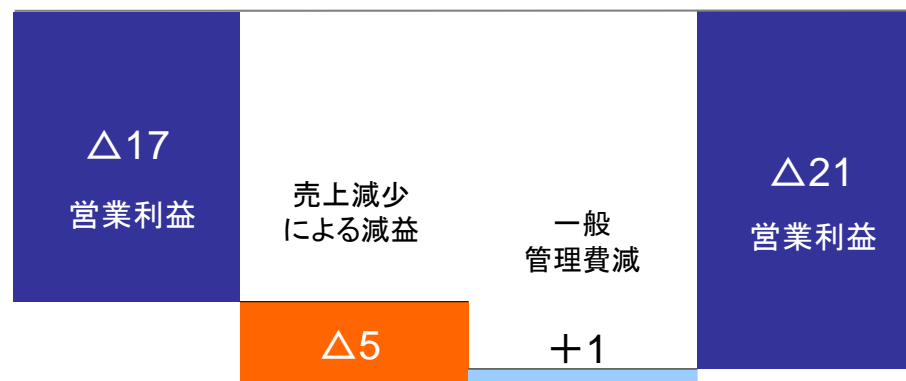 △17
営業利益
売上減少
による減益
△5
一般
管理費減
＋1
△21
営業利益